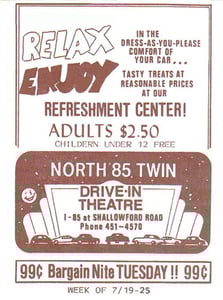 RELAX
ENJOY
IN THE
DRESS-AS-YOU-PLEASE
COMFORT OF
YOUR CAR...
TASTY TREATS AT
REASONABLE PRICES
AT OUR
REFRESHMENT CENTER!
ADULTS $2.50
CHILDERN UNDER 12 FREE
NORTH 85 TWIN
DRIVE-IN
THEATRE
I-85 at SHALLOWFORD ROAD
Phone 451-4570
99¢ Bargain Nite TUESDAY !! 99¢
WEEK OF 7/19-25